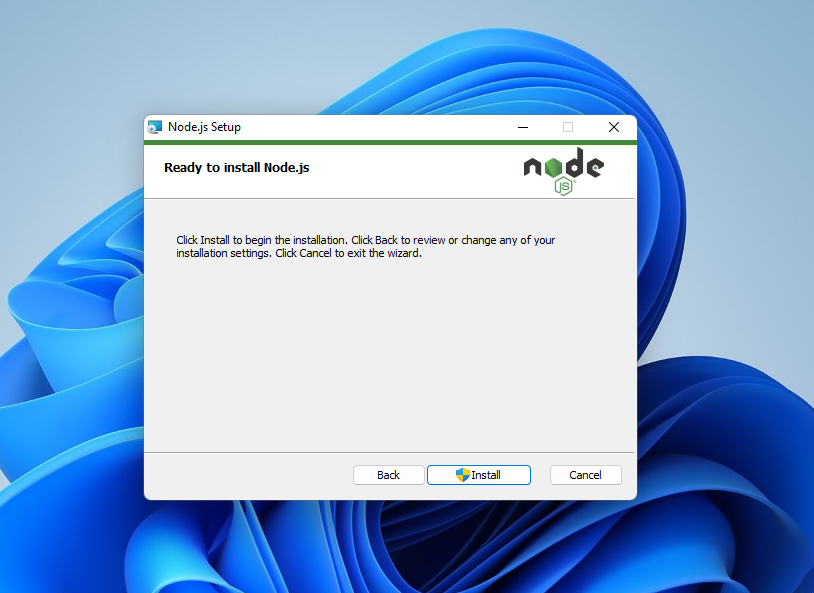 Node.js Setup
Ready to install Node.js
node
JS
Click Install to begin the installation. Click Back to review or change any of your
installation settings. Click Cancel to exit the wizard.
Back
Install
Cancel